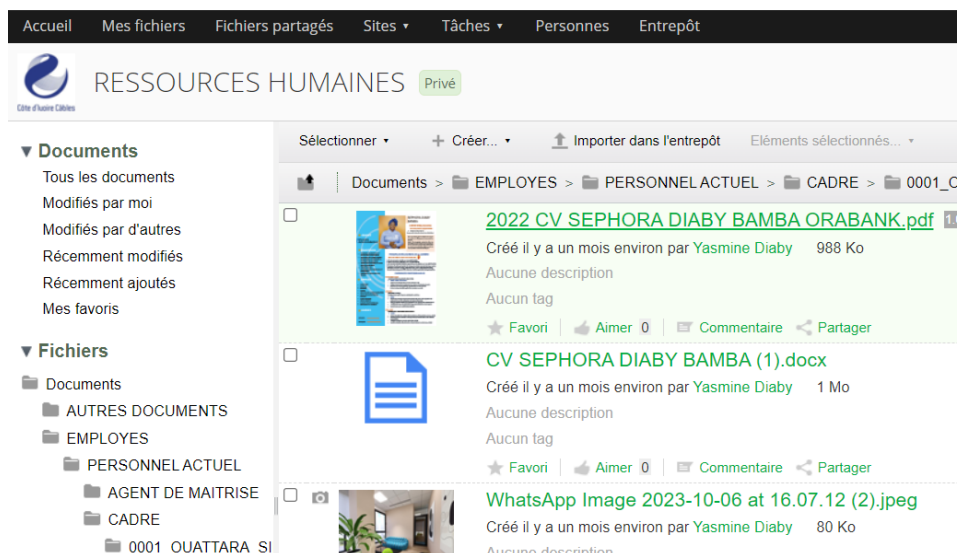 Accueil Mes fichiers Fichiers partagés Sites Tâches Personnes Entrepôt
Côte d'Ivoire Câbles
RESSOURCES HUMAINES Privé
Documents
Tous les documents
Modifiés par moi
Modifiés par d'autres
Récemment modifiés
Récemment ajoutés
Mes favoris
Fichiers
Documents
AUTRES DOCUMENTS
EMPLOYES
PERSONNEL ACTUEL
AGENT DE MAITRISE
CADRE
0001_OUATTARA_SI
Sélectionner + Créer... Importer dans l'entrepôt Eléments sélectionnés...
Documents > EMPLOYES > PERSONNEL ACTUEL > CADRE > 0001_O
2022 CV SEPHORA DIABY BAMBA ORABANK.pdf
Créé il y a un mois environ par Yasmine Diaby 988 Ko
Aucune description
Aucun tag
Favori Aimer 0 Commentaire Partager
CV SEPHORA DIABY BAMBA (1).docx
Créé il y a un mois environ par Yasmine Diaby 1 Mo
Aucune description
Aucun tag
Favori Aimer 0 Commentaire Partager
WhatsApp Image 2023-10-06 at 16.07.12 (2).jpeg
Créé il y a un mois environ par Yasmine Diaby 80 Ko
Aucune description